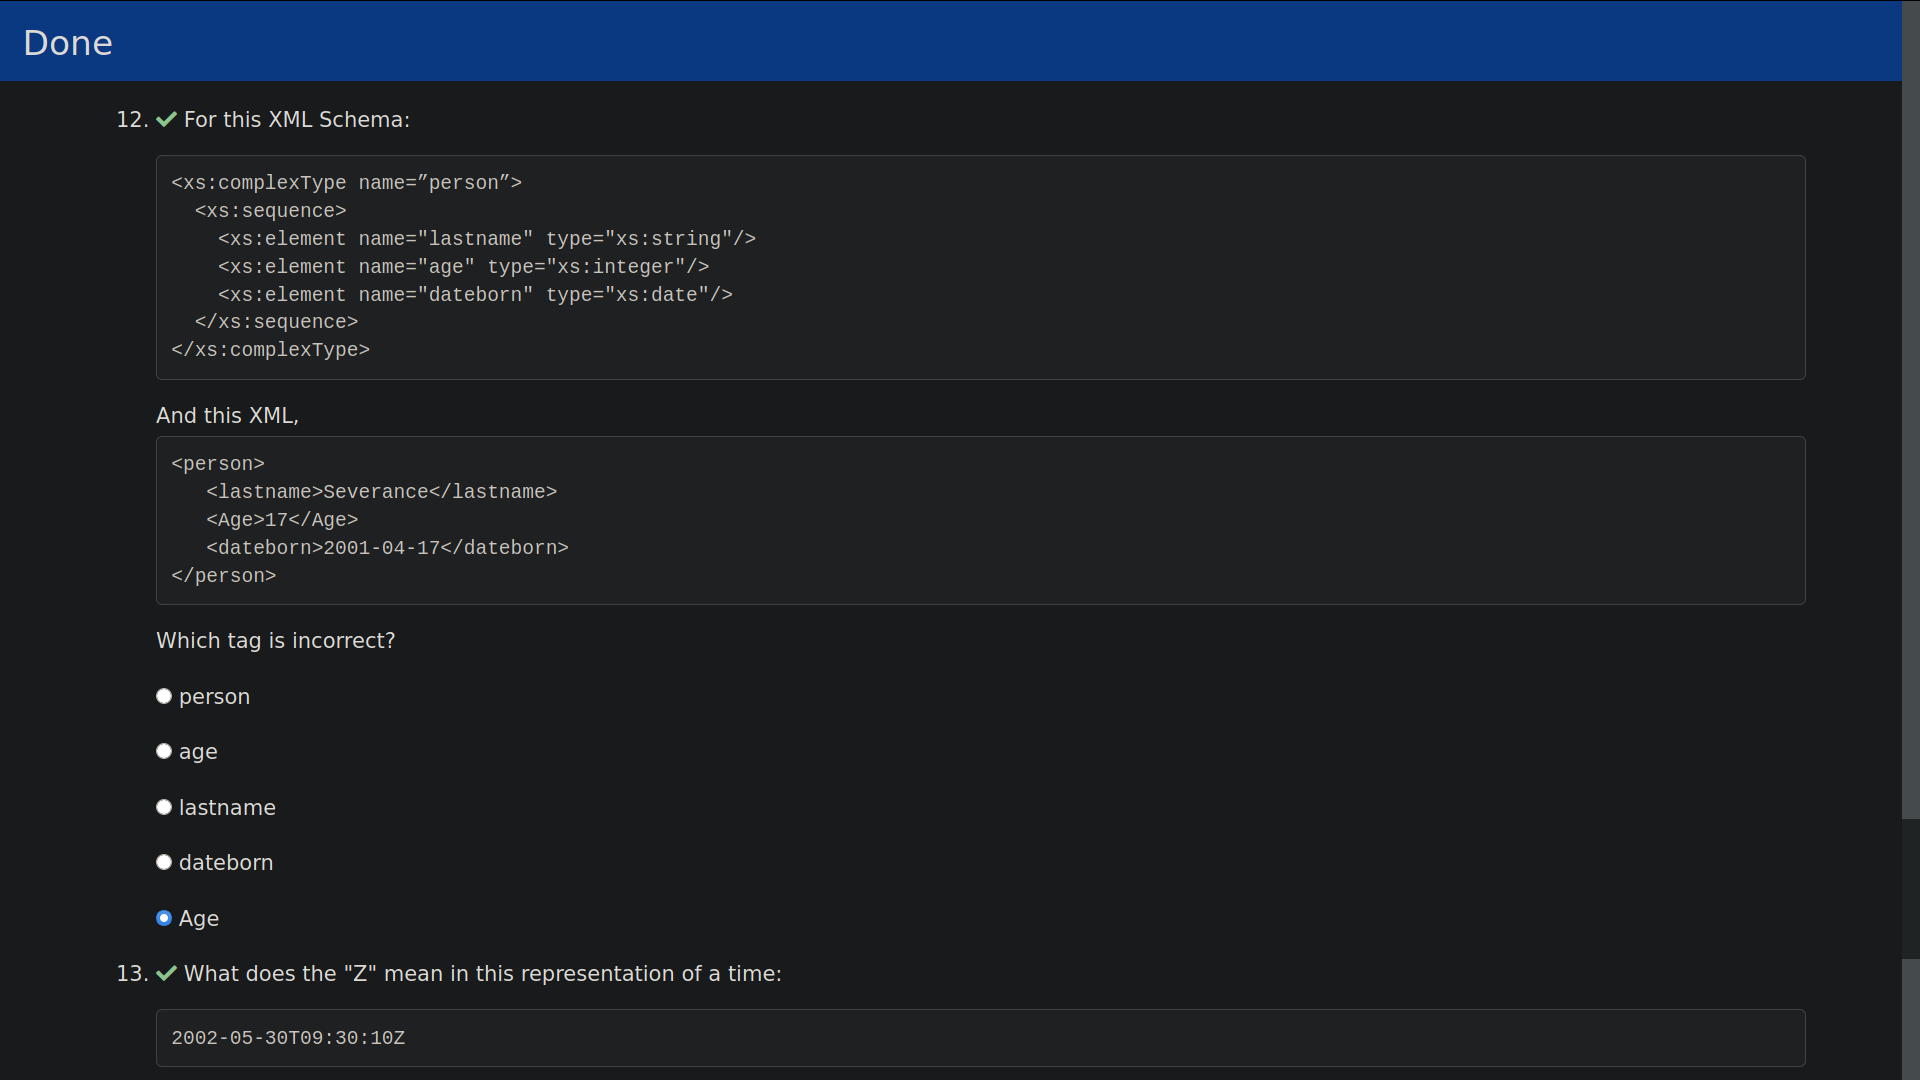 Done
12. ✔ For this XML Schema:
<xs:complexType name=”person”>
  <xs:sequence>
    <xs:element name="lastname" type="xs:string"/>
    <xs:element name="age" type="xs:integer"/>
    <xs:element name="dateborn" type="xs:date"/>
  </xs:sequence>
</xs:complexType>
And this XML,
<person>
   <lastname>Severance</lastname>
   <Age>17</Age>
   <dateborn>2001-04-17</dateborn>
</person>
Which tag is incorrect?
person
age
lastname
dateborn
Age
13. ✔ What does the "Z" mean in this representation of a time:
2002-05-30T09:30:10Z